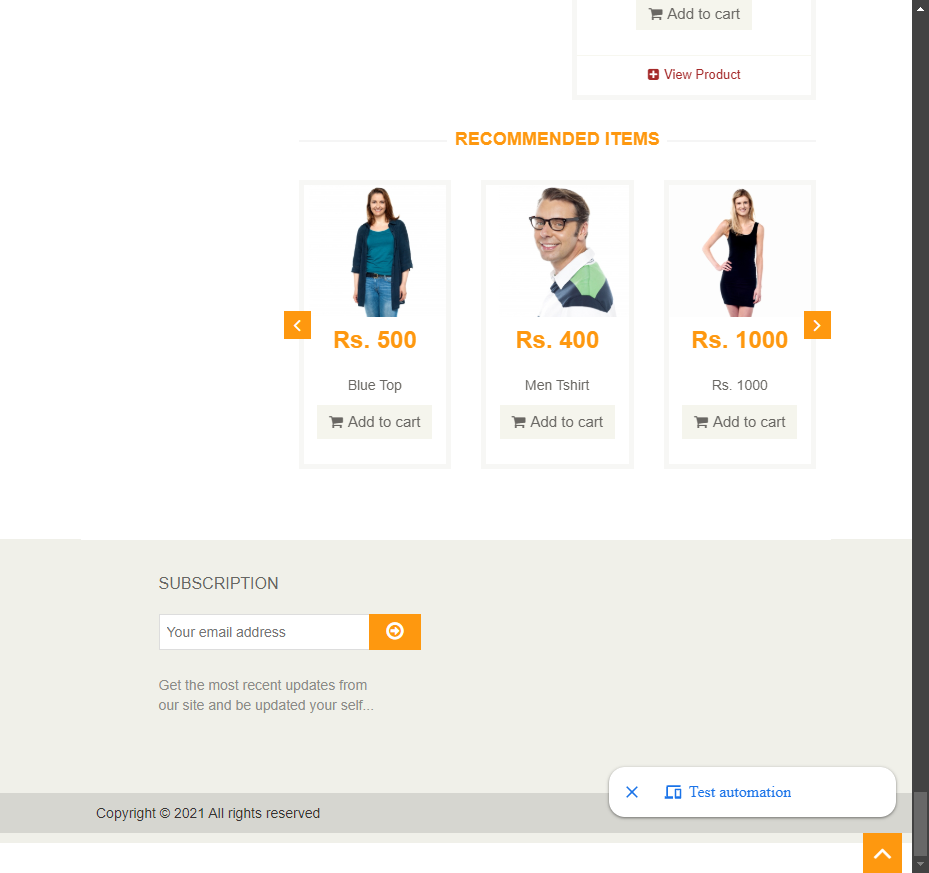 Add to cart
View Product
RECOMMENDED ITEMS
Rs. 500
Blue Top
Add to cart
Rs. 400
Men Tshirt
Add to cart
Rs. 1000
Rs. 1000
Add to cart
SUBSCRIPTION
Your email address
Get the most recent updates from
our site and be updated your self...
Test automation
Copyright © 2021 All rights reserved